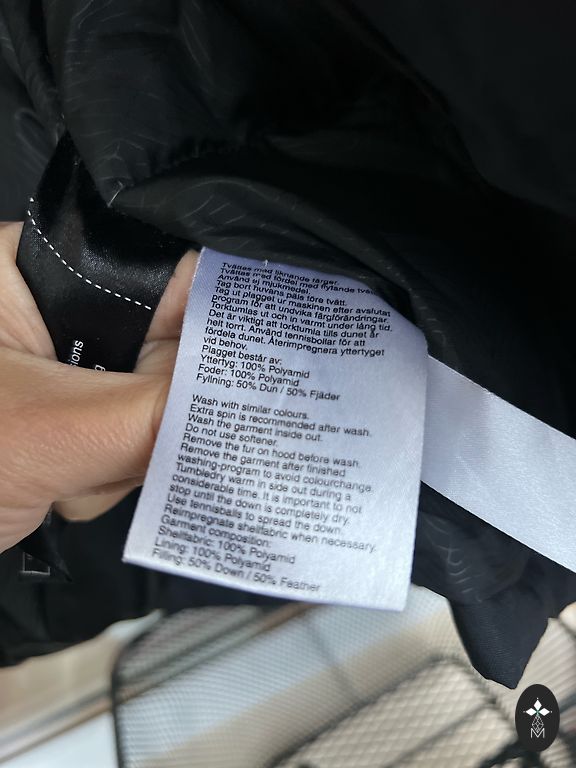 Tvättas med liknande färger.
Tvättas med fördel med flytande
Använd ej mjukmedel
Tag bort huvans päls före tvätt.
Tag ut plagget ur maskinen efter avslutat
program för att undvika färgförändringar.
Torktumlas ut och in varmt under lång tid.
Det är viktigt att torktumla tills dunet är
helt torrt. Använd tennisbollar för att
fördela dunet. Återimpregnera yttertyget
vid behov.
Plagget består av:
Yttertyg: 100% Polyamid
Foder: 100% Polyamid
Fyllning: 50% Dun / 50% Fjäder
Wash with similar colours.
Extra spin is recommended after wash.
Wash the garment inside out.
Do not use softener.
Remove the fur on hood before wash.
Remove the garment after finished
washing-program to avoid colourchange.
Tumbledry warm in side out during a
considerable time. It is important to not
stop until the down is completely dry.
Use tennisballs to spread the down.
Reimpregnate shellfabric when necessary.
Garment composition:
Shellfabric: 100% Polyamid
Lining: 100% Polyamid
Filling: 50% Down / 50% Feather
M